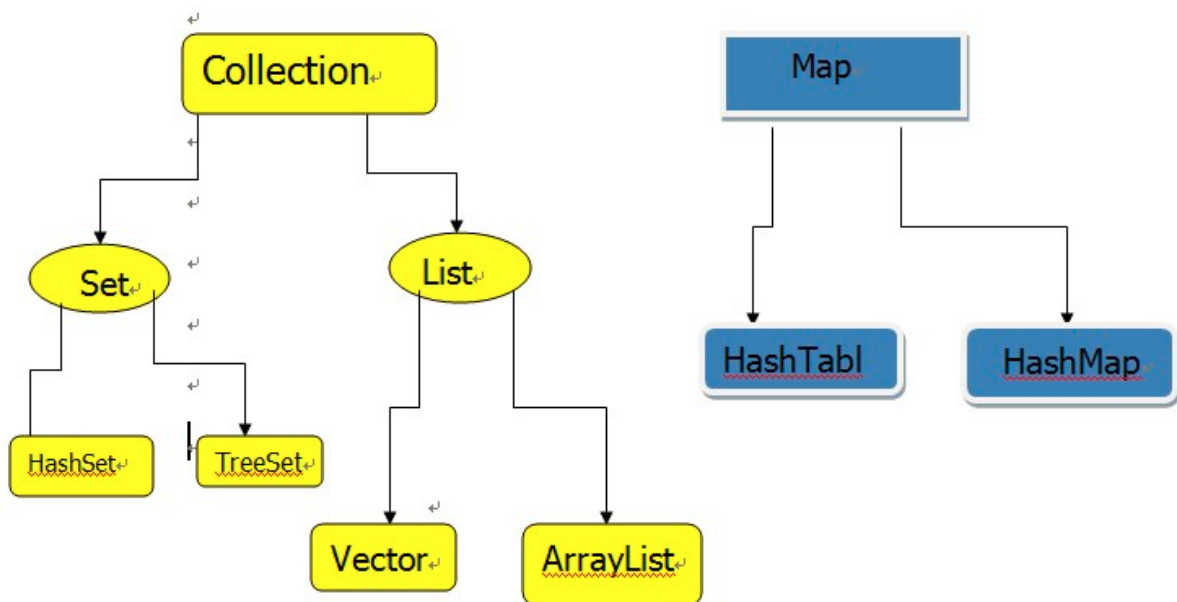 Collection
Map
Set
List
HashTabl
HashMap
HashSet
TreeSet
Vector
ArrayList